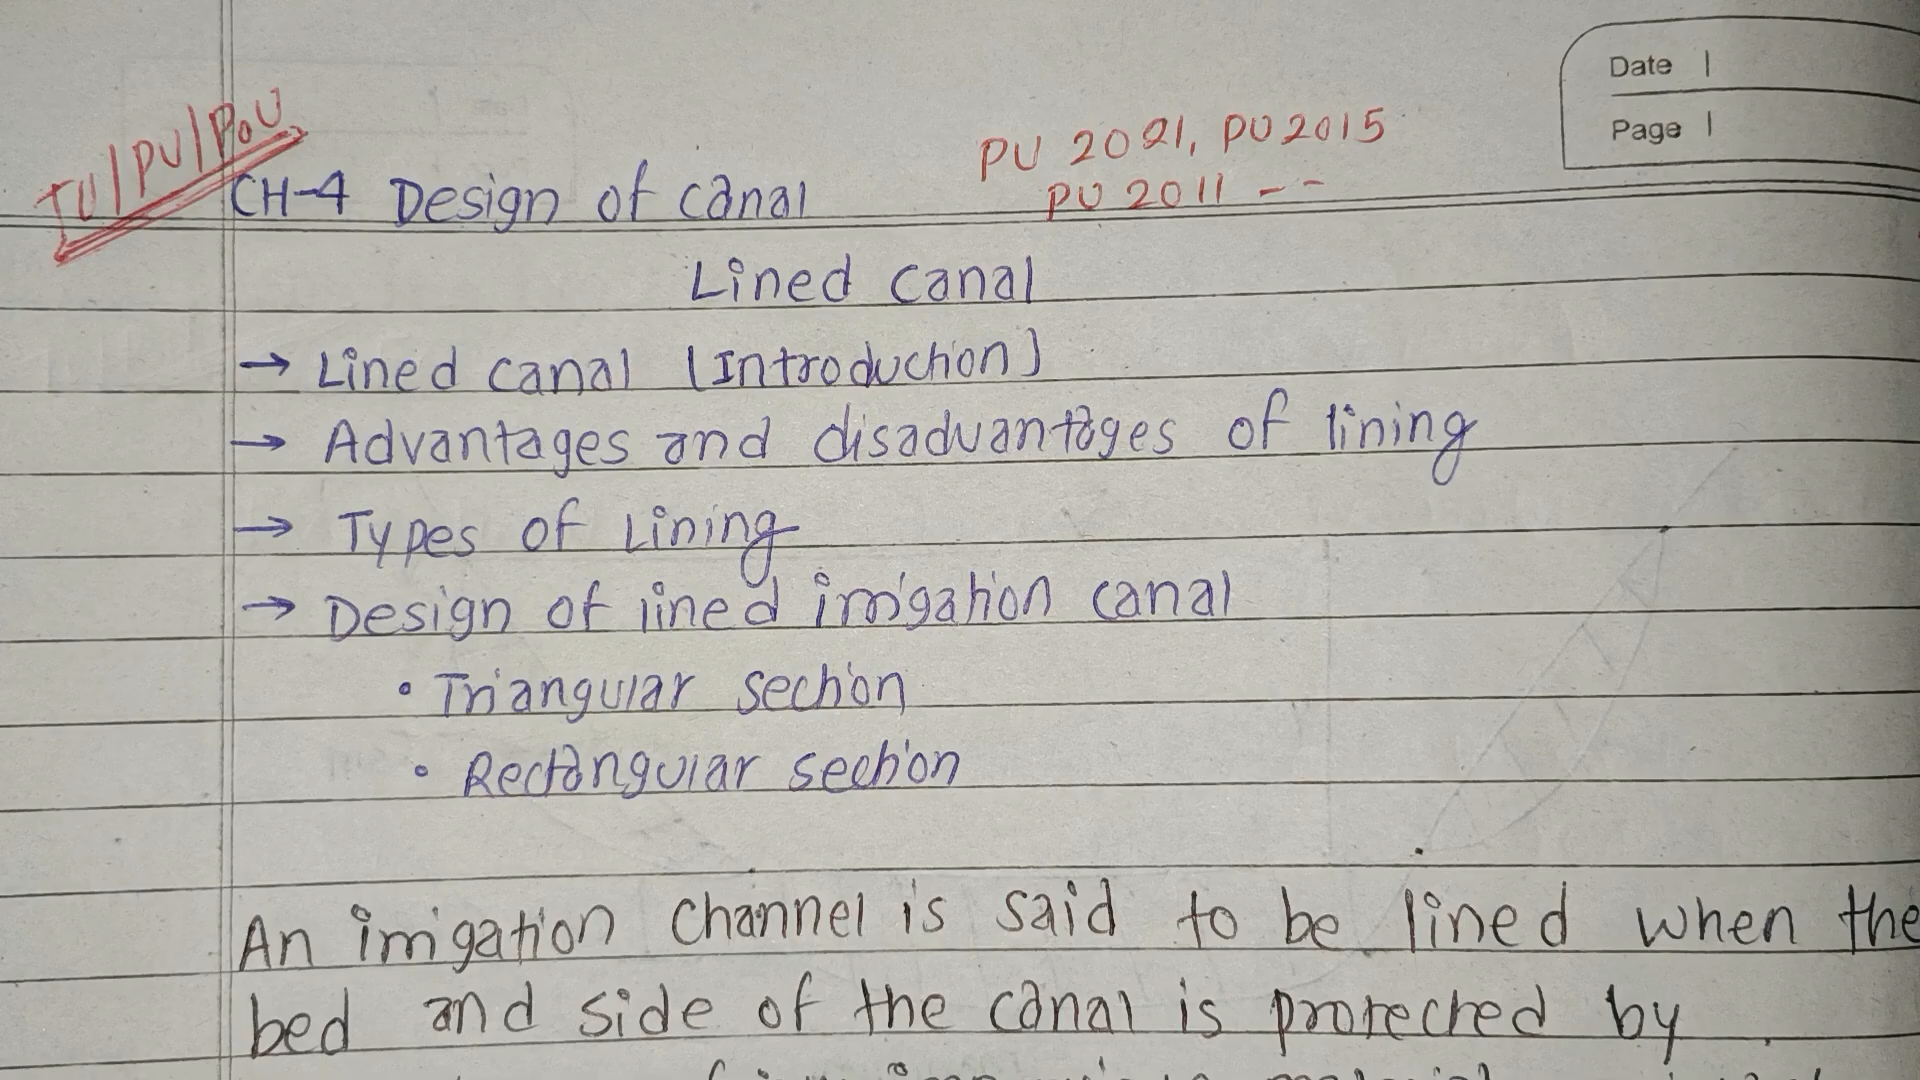 Date
Page
TU/PU/PoU
PU 2021, PU 2015
PU 2011 --
CH-4 Design of canal
Lined canal
→ Lined canal (Introduction)
→ Advantages and disadvantages of lining
→ Types of Lining
→ Design of lined irrigation canal
• Triangular section
• Rectangular section
An irrigation channel is said to be lined when the
bed and side of the canal is protected by